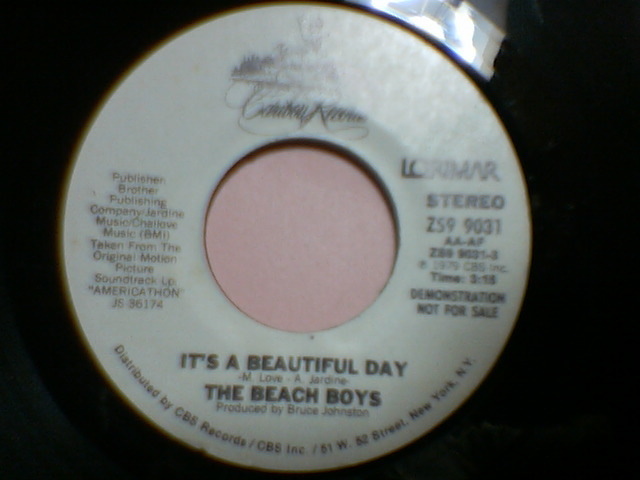 Caribou Records
LORIMAR
STEREO
ZS9 9031
AA-AF
ZS9 9031-3
℗ 1979 CBS Inc.
Time: 3:16
DEMONSTRATION
NOT FOR SALE
Publisher:
Brother
Publishing
Company/Jardine
Music/Challove
Music (BMI)
Taken From The
Original Motion
Picture
Soundtrack Lp.
"AMERICATHON"
JS 36174
IT'S A BEAUTIFUL DAY
-M. Love - A. Jardine-
THE BEACH BOYS
Produced by Bruce Johnston
Distributed by CBS Records / CBS Inc. / 51 W. 52 Street, New York, N.Y.